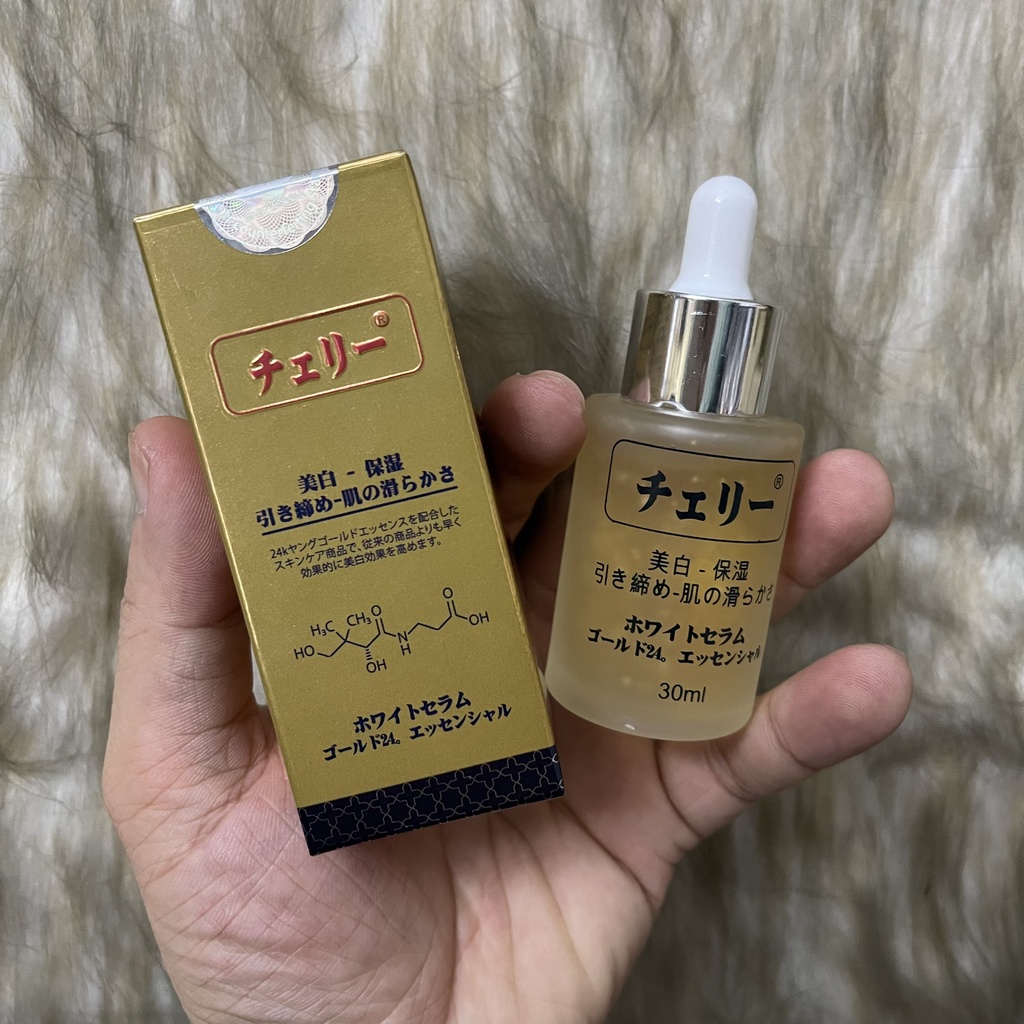 チェリー®
美白 - 保湿
引き締め-肌の滑らかさ
24kヤングゴールドエッセンスを配合した
スキンケア商品で、従来の商品よりも早く
効果的に美白効果を高めます。
H₃C CH₃ O O
HO N OH
OH H
ホワイトセラム
ゴールド24。エッセンシャル
チェリー®
美白 - 保湿
引き締め-肌の滑らかさ
ホワイトセラム
ゴールド24。エッセンシャル
30ml